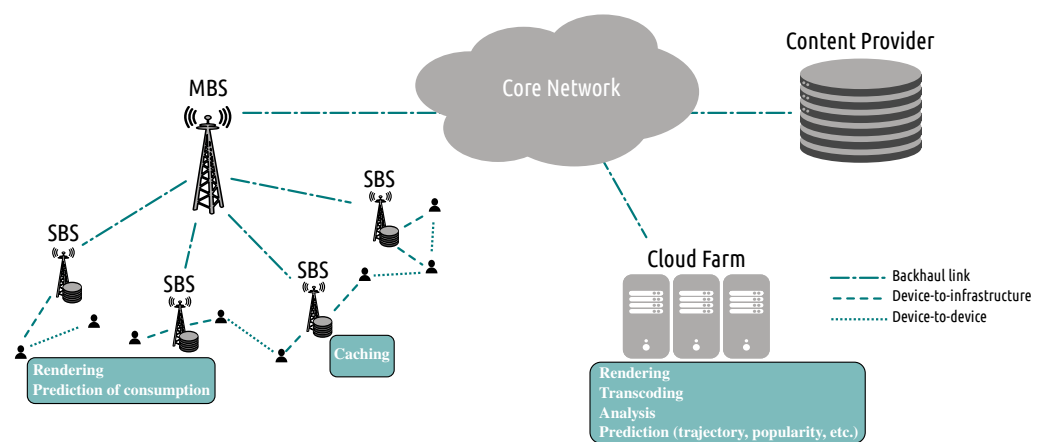 Content Provider
Core Network
MBS
SBS
SBS
SBS
SBS
Cloud Farm
Backhaul link
Device-to-infrastructure
Device-to-device
Caching
Rendering
Prediction of consumption
Rendering
Transcoding
Analysis
Prediction (trajectory, popularity, etc.)